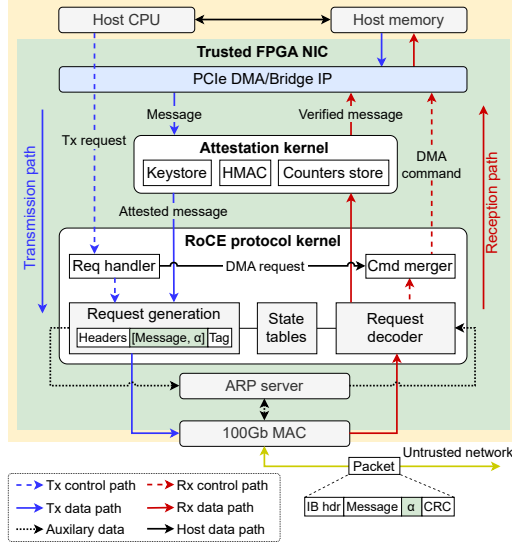 Host CPU
Host memory
Trusted FPGA NIC
PCIe DMA/Bridge IP
Message
Verified message
Tx request
Attestation kernel
Keystore
HMAC
Counters store
DMA
command
Transmission path
Reception path
Attested message
RoCE protocol kernel
Req handler
DMA request
Cmd merger
Request generation
Headers
[Message, α]
Tag
State
tables
Request
decoder
ARP server
100Gb MAC
Untrusted network
Packet
IB hdr
Message
α
CRC
Tx control path
Rx control path
Tx data path
Rx data path
Auxilary data
Host data path